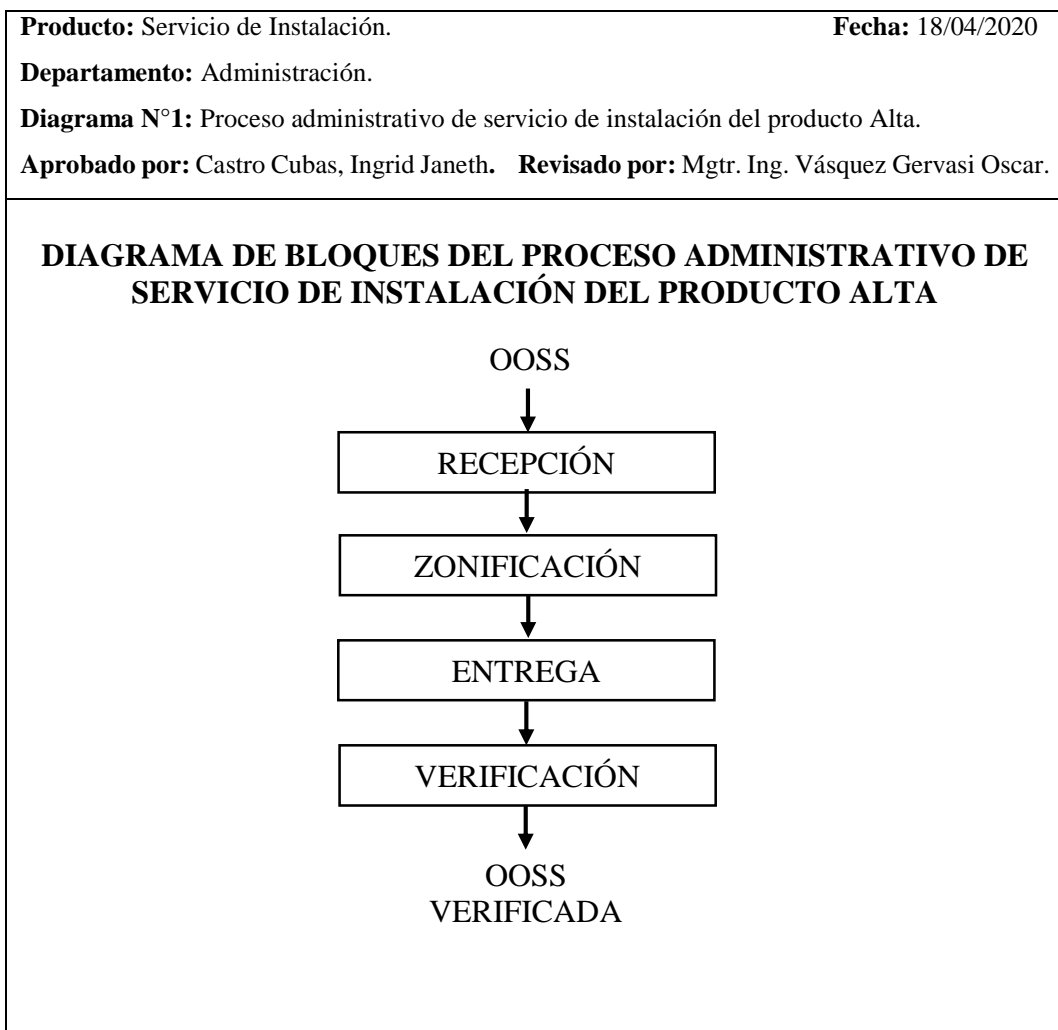 Producto: Servicio de Instalación. Fecha: 18/04/2020
Departamento: Administración.
Diagrama N°1: Proceso administrativo de servicio de instalación del producto Alta.
Aprobado por: Castro Cubas, Ingrid Janeth. Revisado por: Mgtr. Ing. Vásquez Gervasi Oscar.
DIAGRAMA DE BLOQUES DEL PROCESO ADMINISTRATIVO DE
SERVICIO DE INSTALACIÓN DEL PRODUCTO ALTA
OOSS
RECEPCIÓN
ZONIFICACIÓN
ENTREGA
VERIFICACIÓN
OOSS
VERIFICADA